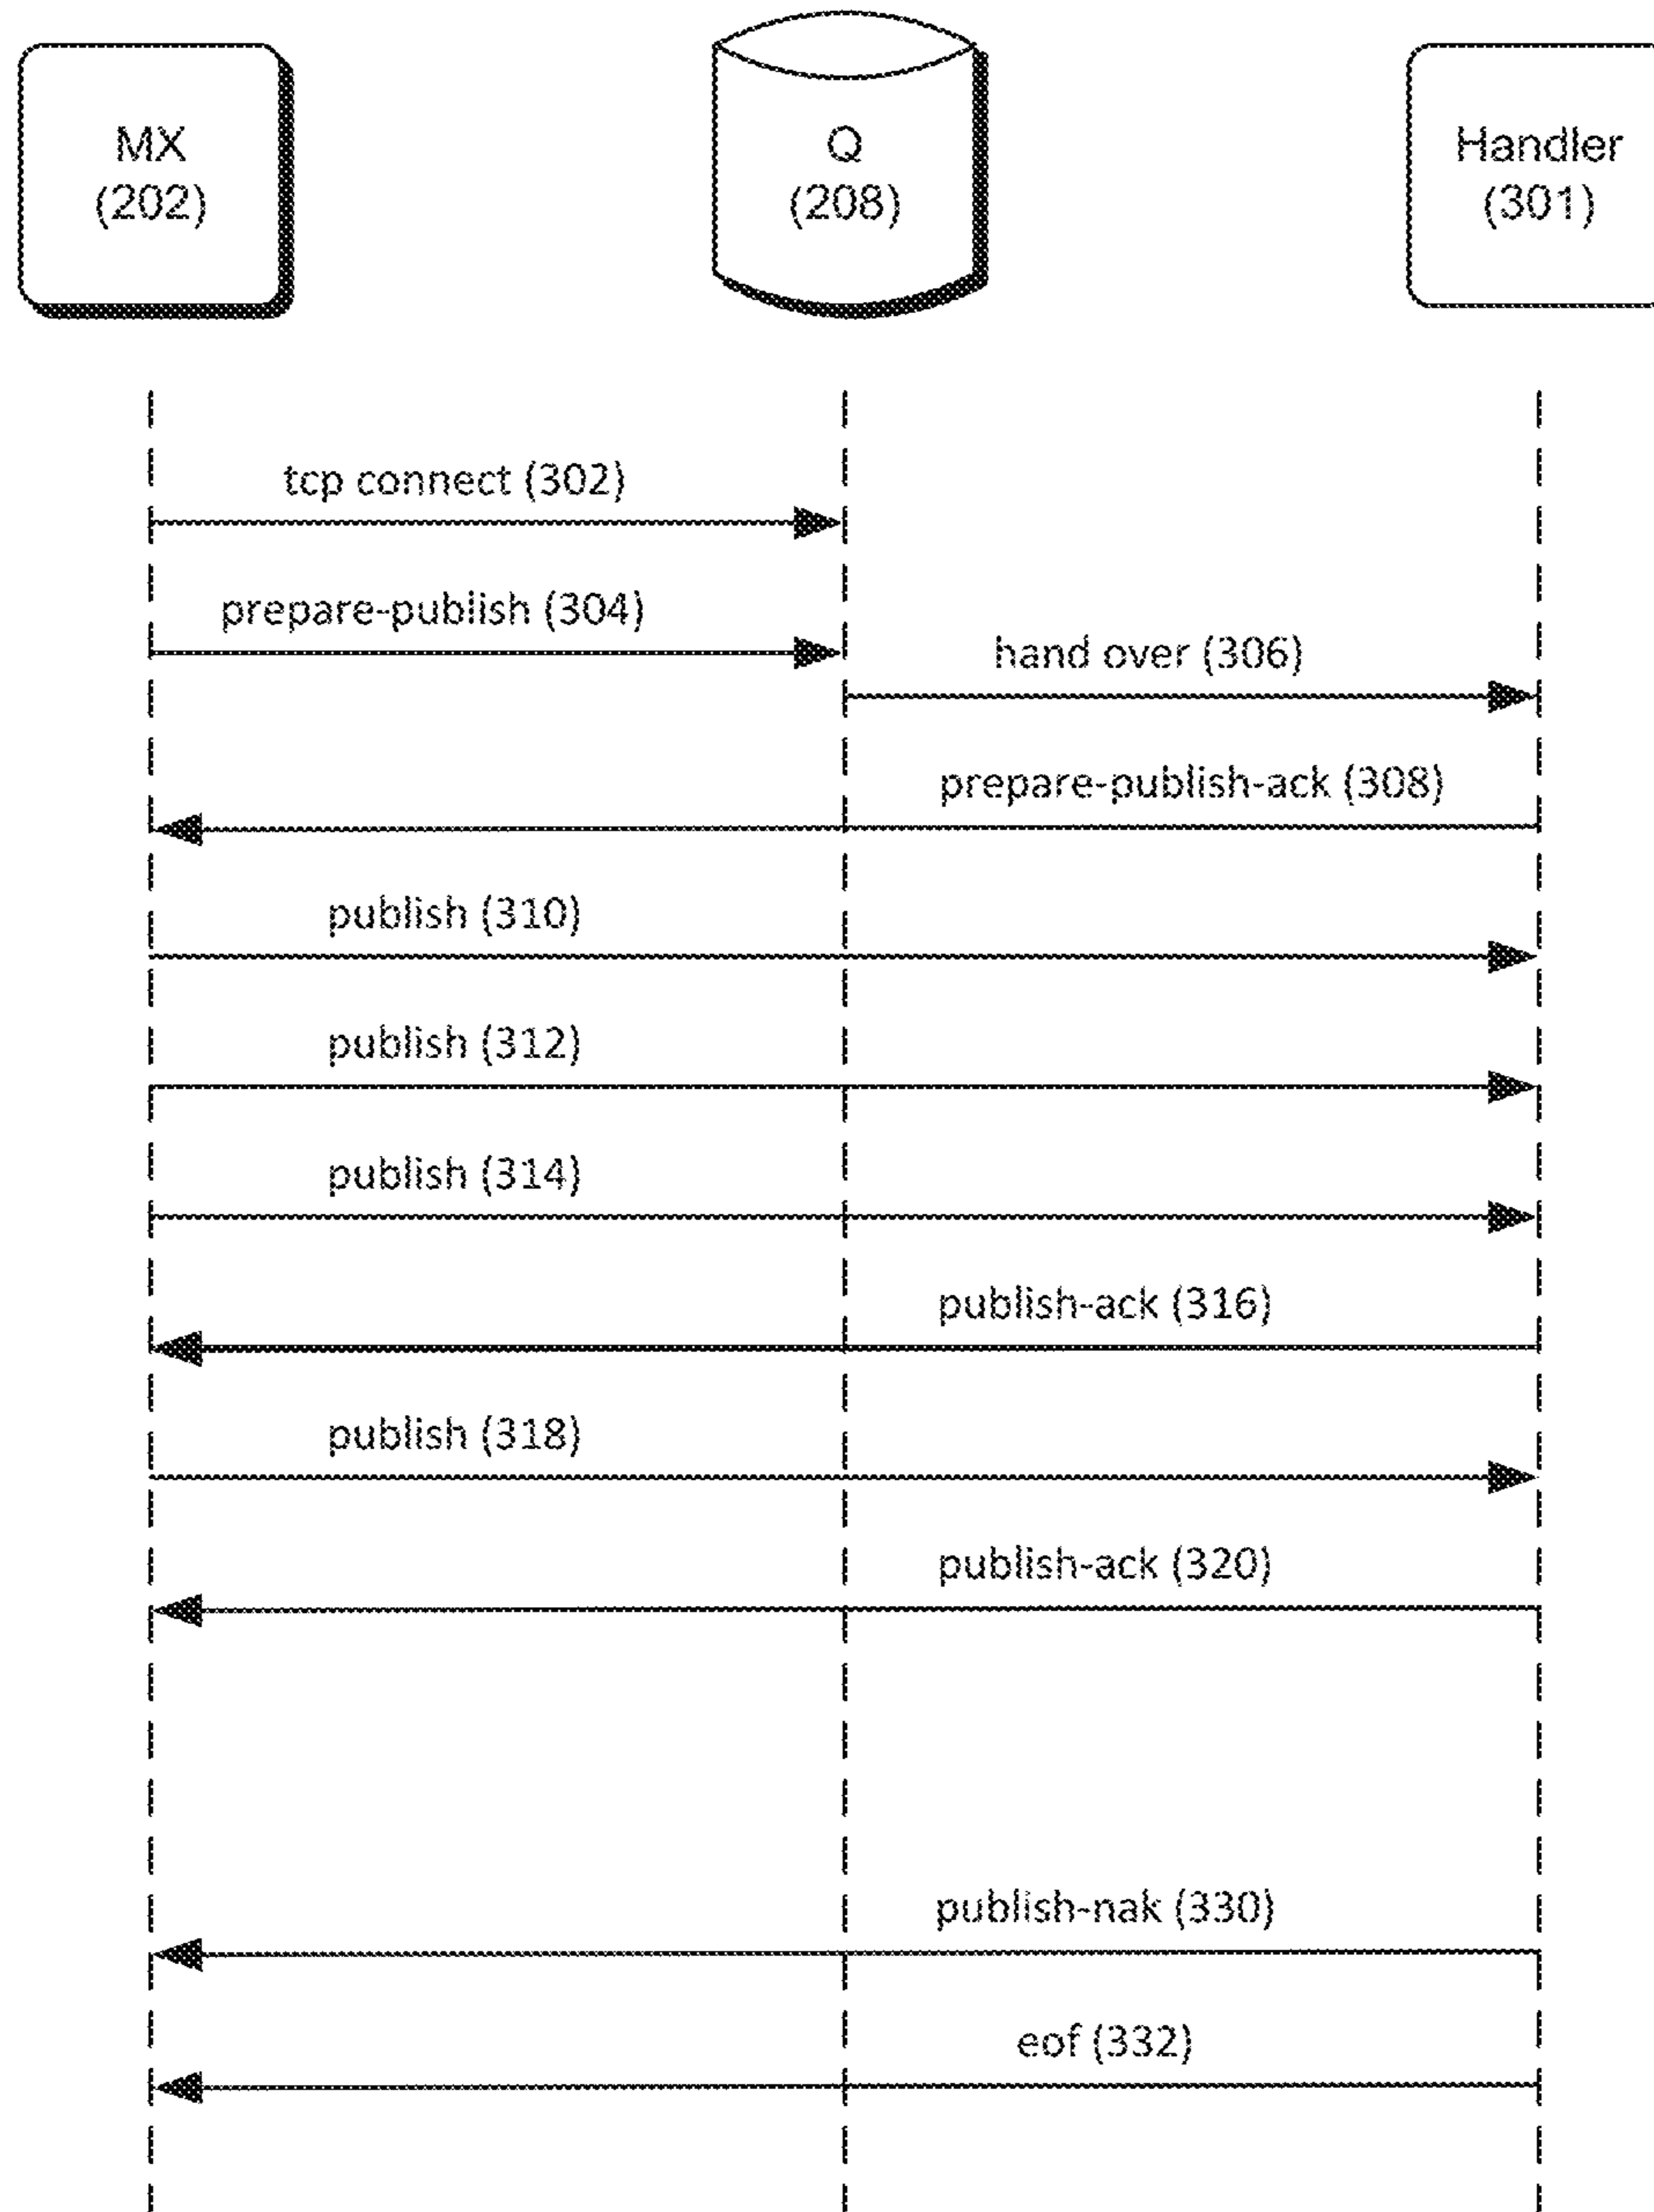 MX
(202)
Q
(208)
Handler
(301)
tcp connect (302)
prepare-publish (304)
hand over (306)
prepare-publish-ack (308)
publish (310)
publish (312)
publish (314)
publish-ack (316)
publish (318)
publish-ack (320)
publish-nak (330)
eof (332)